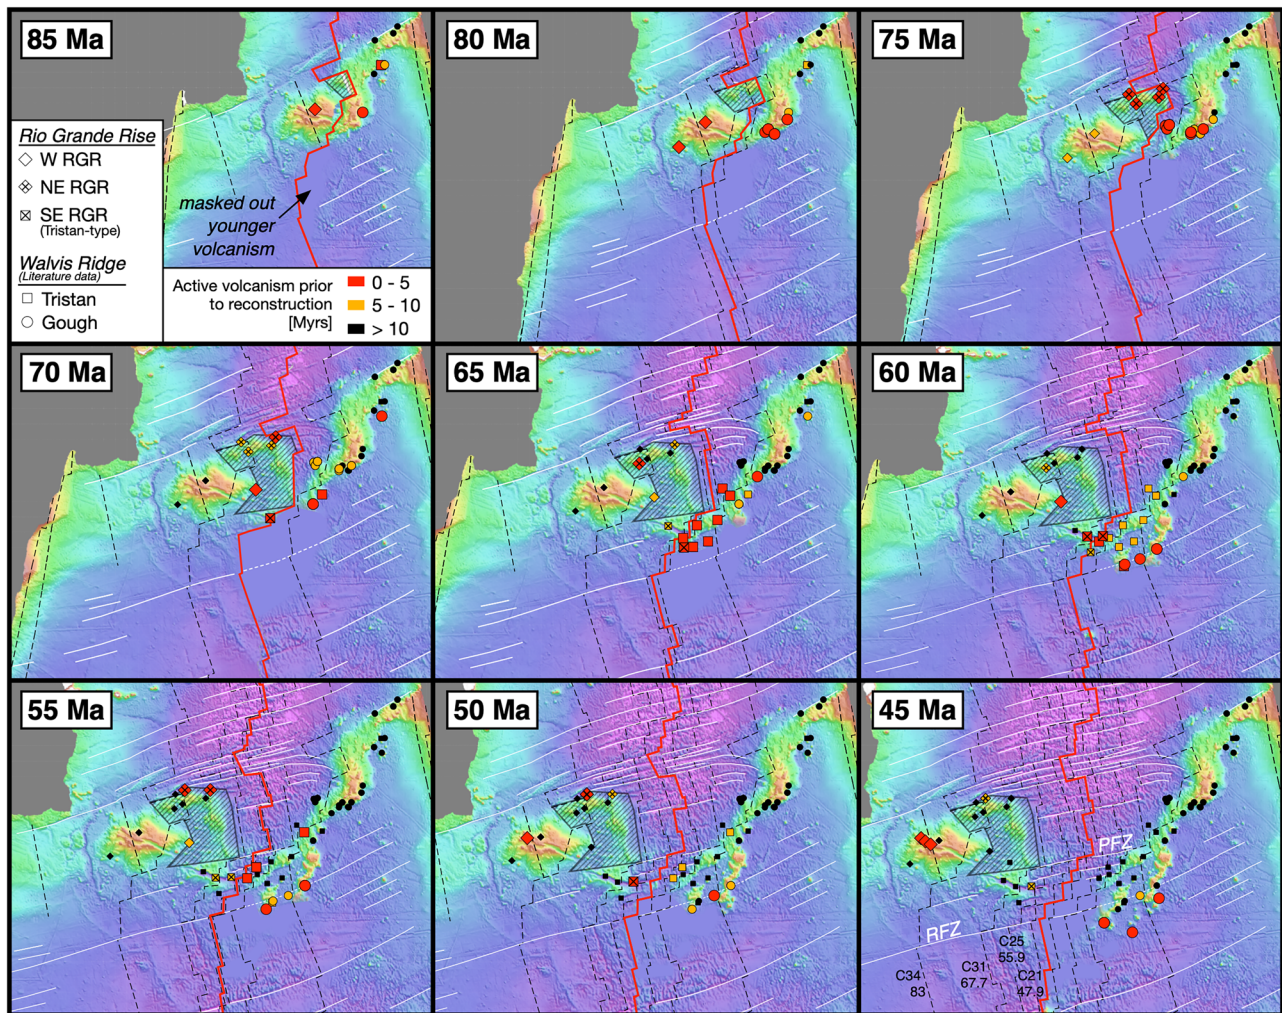 85 Ma
80 Ma
75 Ma
Rio Grande Rise
W RGR
NE RGR
SE RGR
(Tristan-type)
Walvis Ridge
(Literature data)
Tristan
Gough
masked out
younger
volcanism
Active volcanism prior
to reconstruction
[Myrs]
0 - 5
5 - 10
> 10
70 Ma
65 Ma
60 Ma
55 Ma
50 Ma
45 Ma
PFZ
RFZ
C25
55.9
C34
83
C31
67.7
C21
47.9